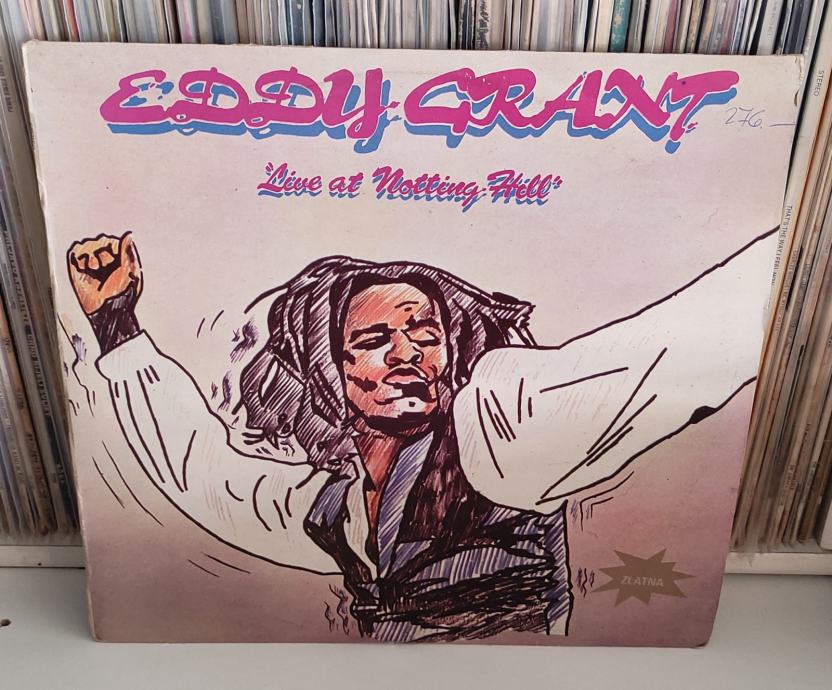 EDDY GRANT
276.—
"Live at Notting Hill"
ZLATNA
STEREO